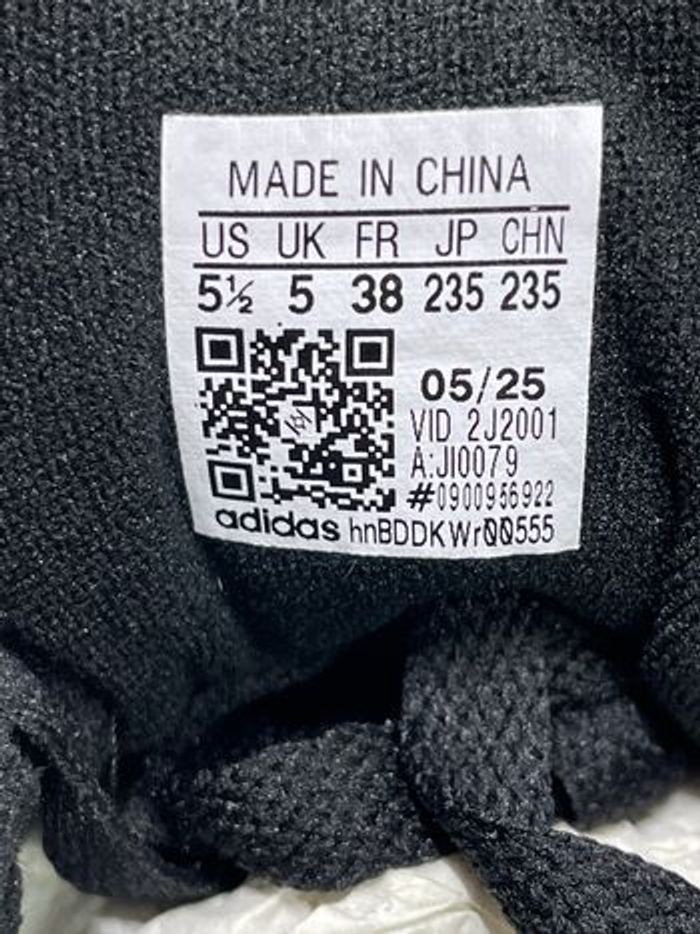 MADE IN CHINA
US UK FR JP CHN
5½ 5 38 235 235
05/25
VID 2J2001
A:JI0079
#0900956922
adidas hnBDDKWr00555